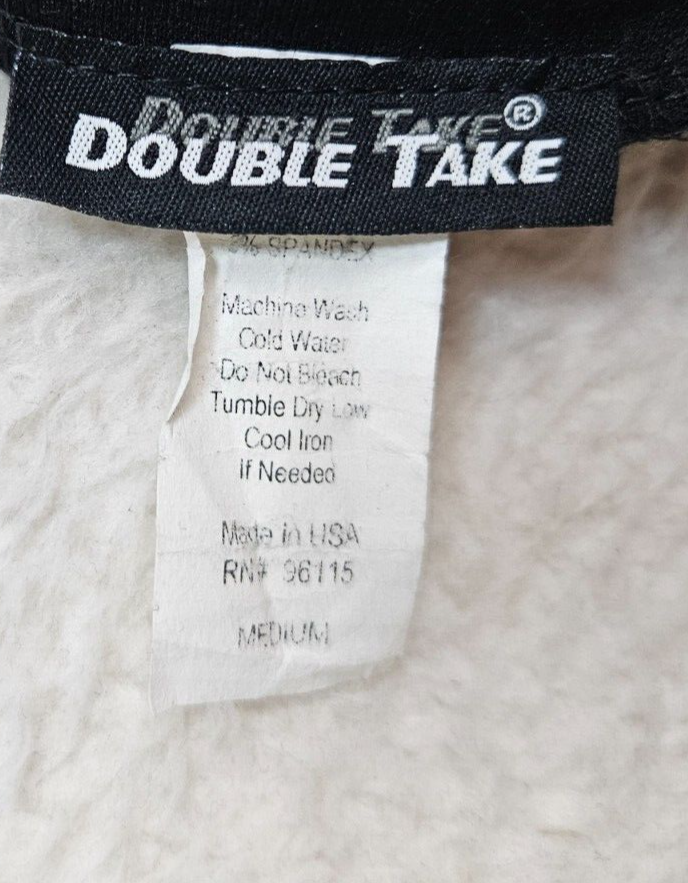 DOUBLE TAKE®
DOUBLE TAKE
% SPANDEX
Machine Wash
Cold Water
Do Not Bleach
Tumble Dry Low
Cool Iron
If Needed
Made in USA
RN# 96115
MEDIUM